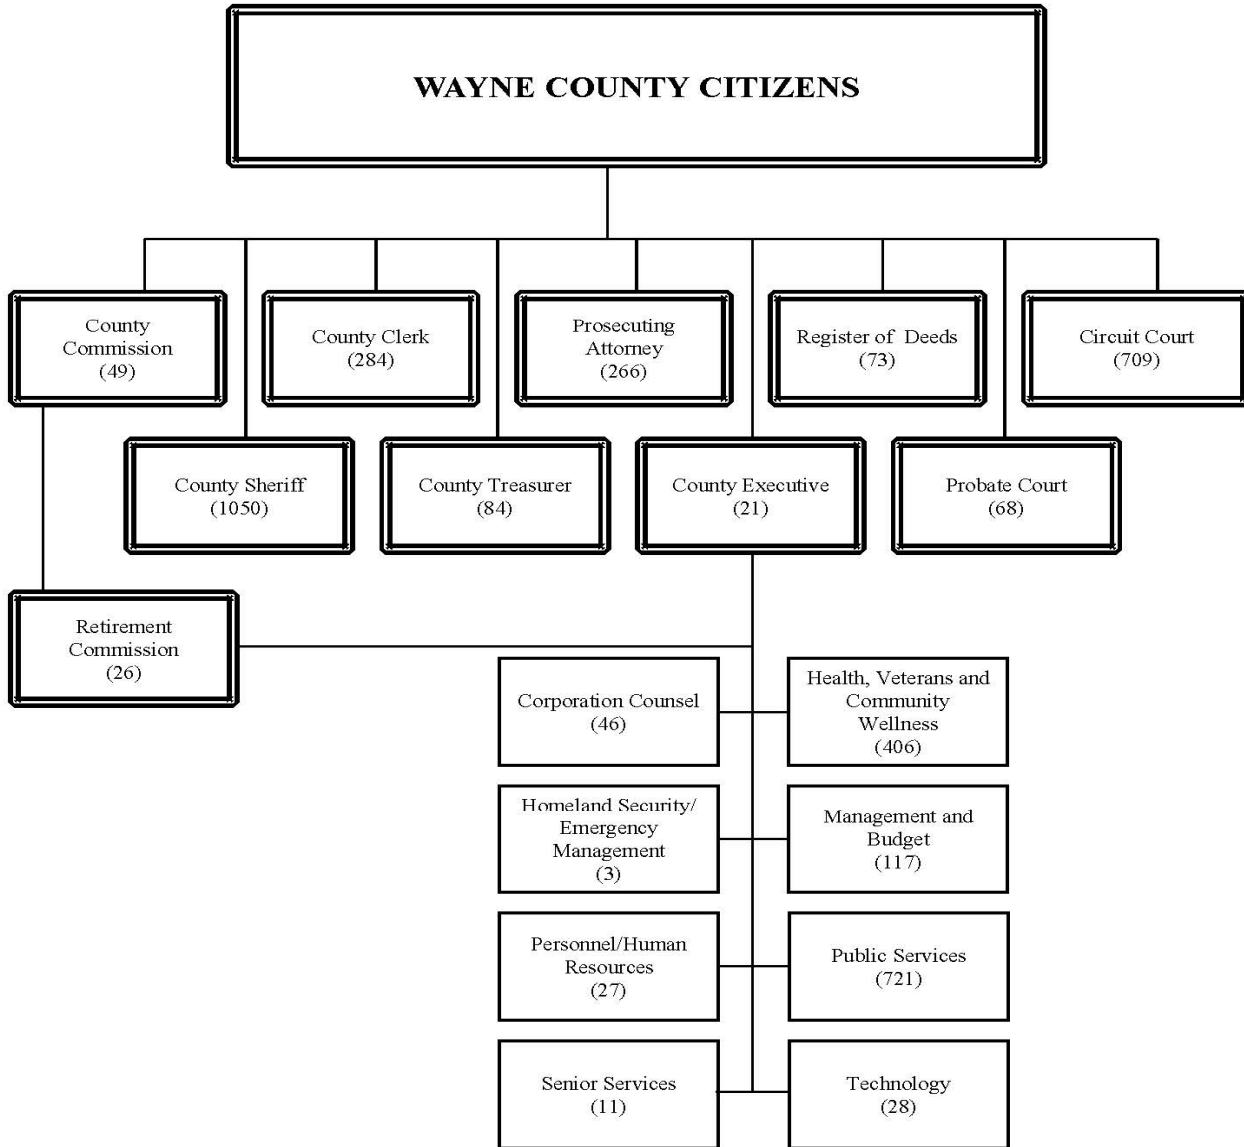 WAYNE COUNTY CITIZENS
County
Commission
(49)
County Clerk
(284)
Prosecuting
Attorney
(266)
Register of Deeds
(73)
Circuit Court
(709)
County Sheriff
(1050)
County Treasurer
(84)
County Executive
(21)
Probate Court
(68)
Retirement
Commission
(26)
Corporation Counsel
(46)
Health, Veterans and
Community
Wellness
(406)
Homeland Security/
Emergency
Management
(3)
Management and
Budget
(117)
Personnel/Human
Resources
(27)
Public Services
(721)
Senior Services
(11)
Technology
(28)